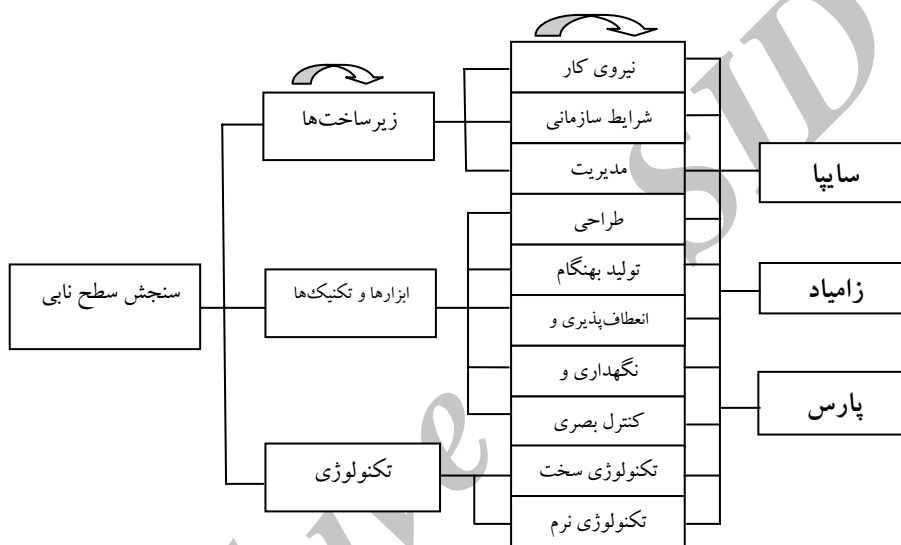 سنجش سطح نابی
زیرساخت‌ها
ابزارها و تکنیک‌ها
تکنولوژی
نیروی کار
شرایط سازمانی
مدیریت
طراحی
تولید بهنگام
انعطاف‌پذیری و
نگهداری و
کنترل بصری
تکنولوژی سخت
تکنولوژی نرم
سایپا
زامیاد
پارس
SID